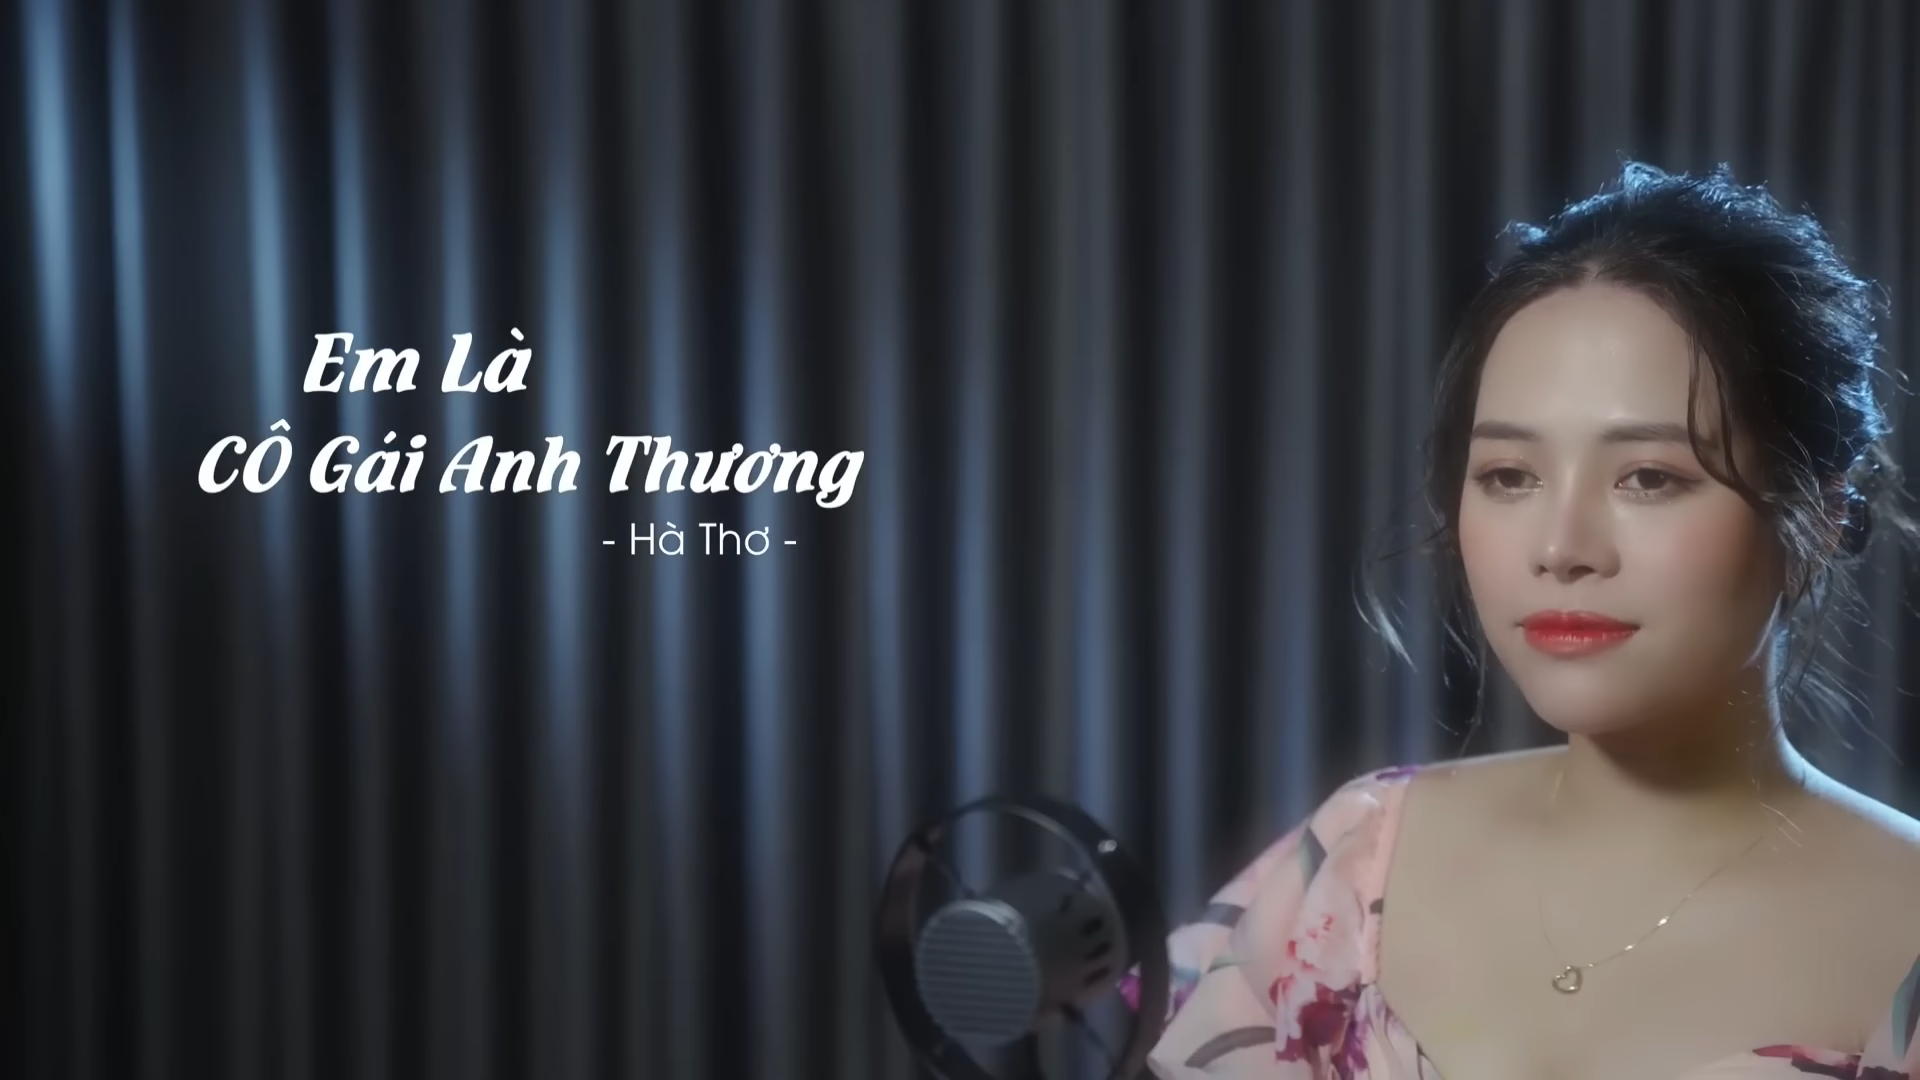 Em Là
CÔ Gái Anh Thương
- Hà Thơ -